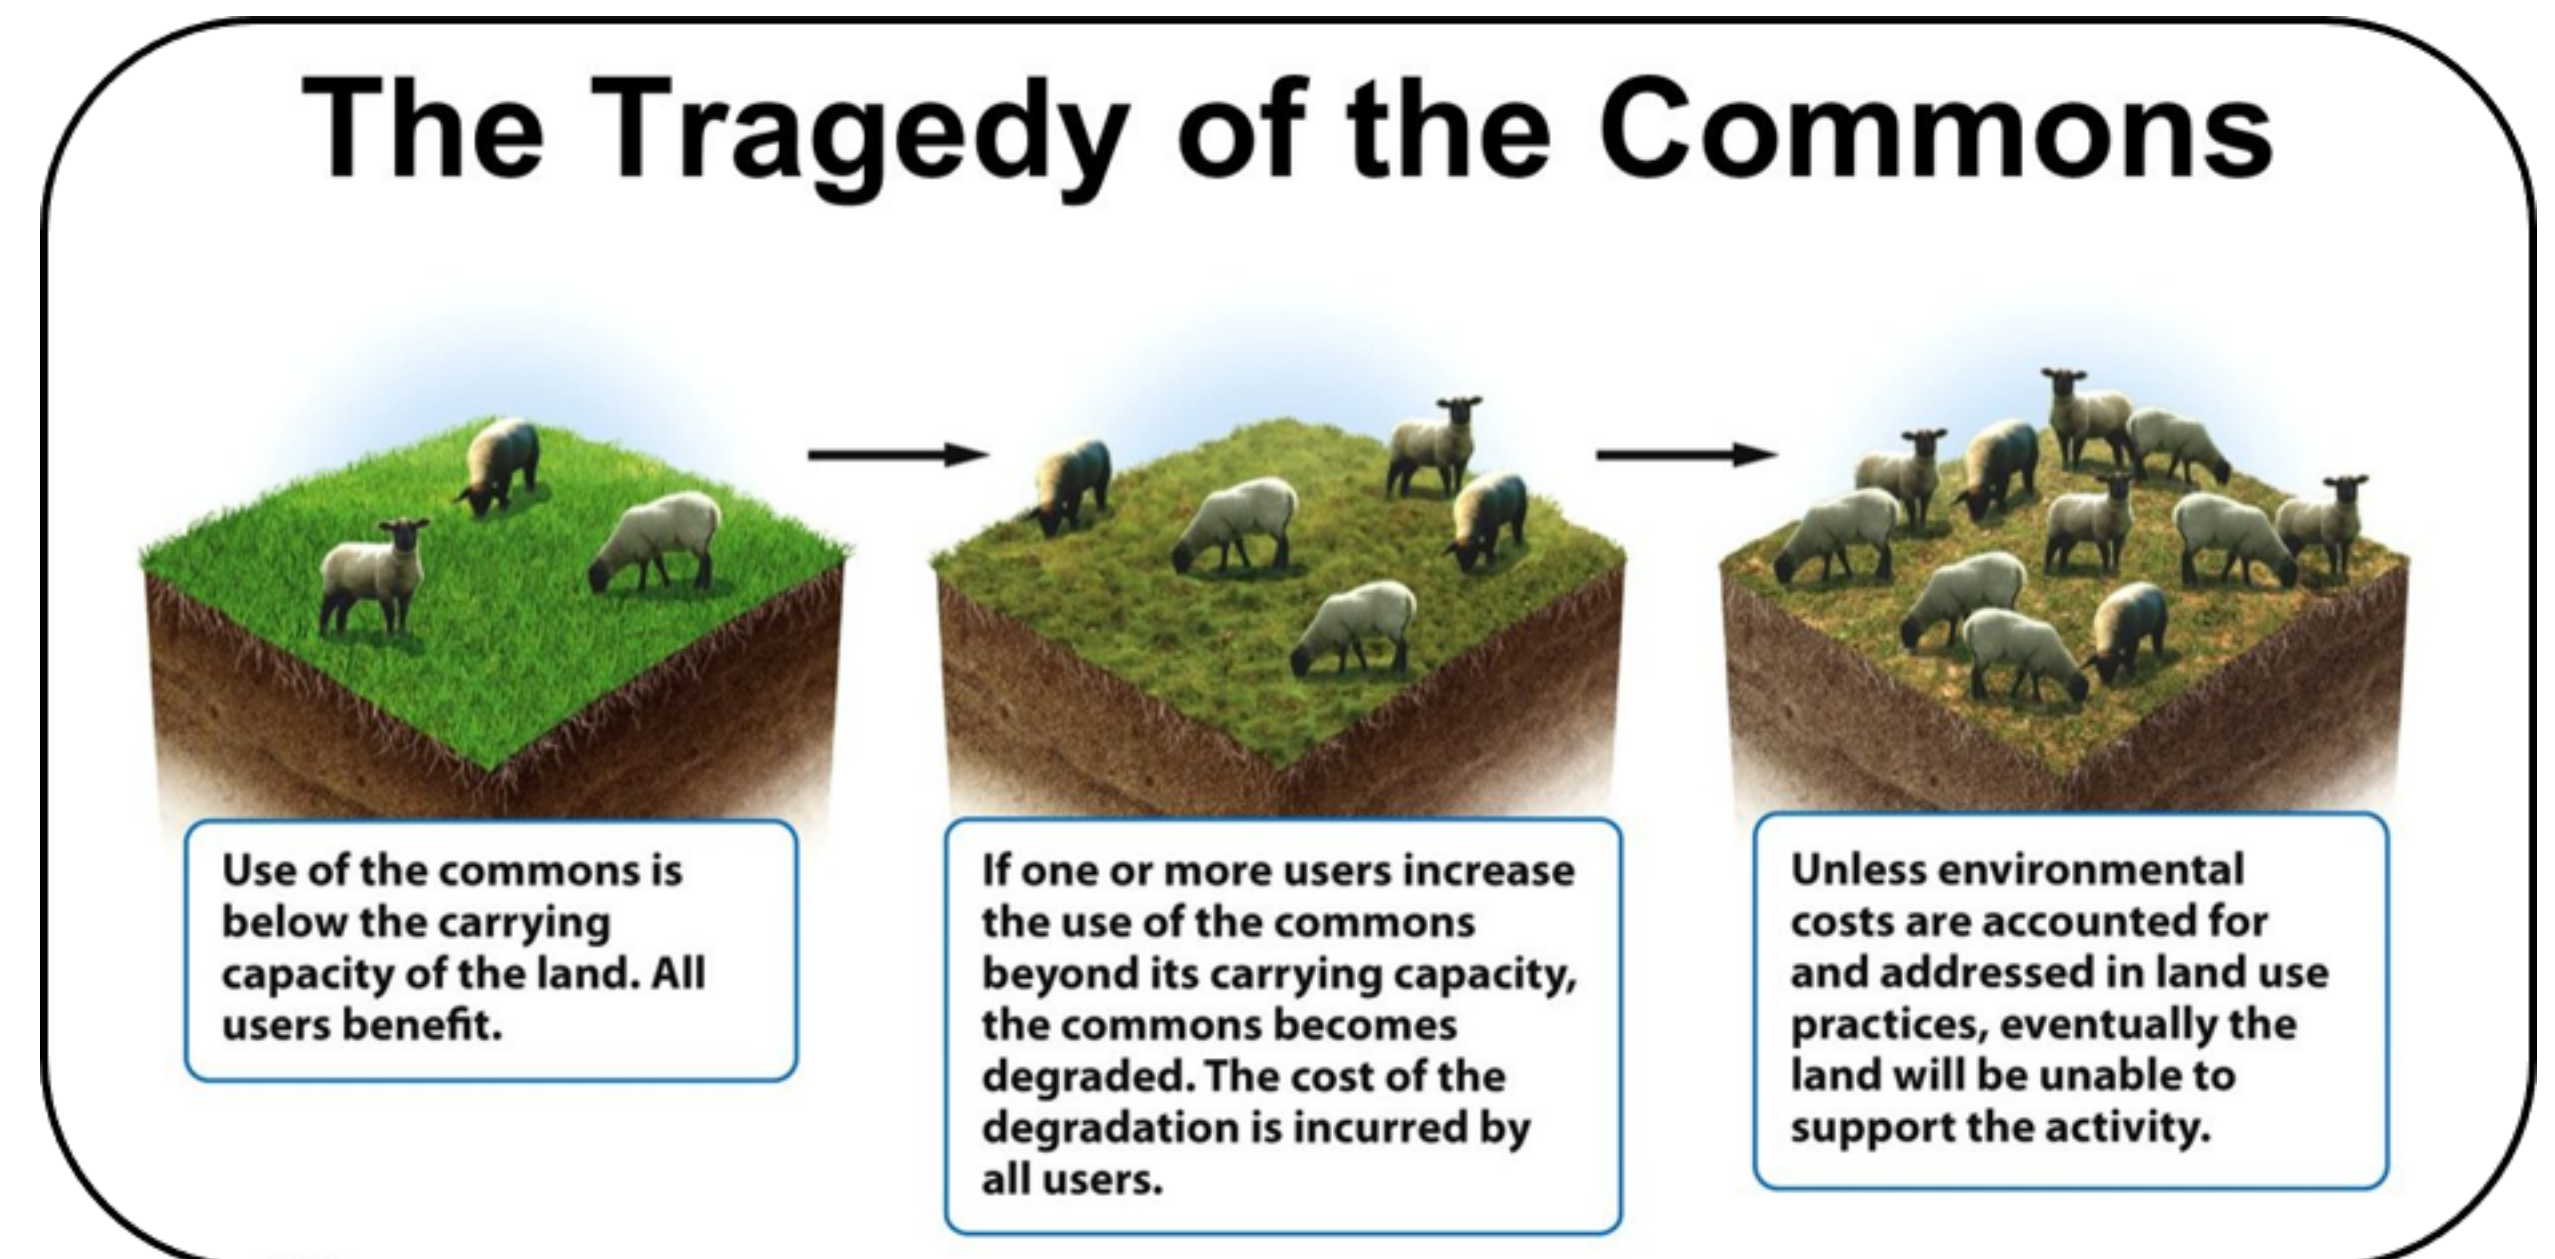 The Tragedy of the Commons
Use of the commons is
below the carrying
capacity of the land. All
users benefit.
If one or more users increase
the use of the commons
beyond its carrying capacity,
the commons becomes
degraded. The cost of the
degradation is incurred by
all users.
Unless environmental
costs are accounted for
and addressed in land use
practices, eventually the
land will be unable to
support the activity.